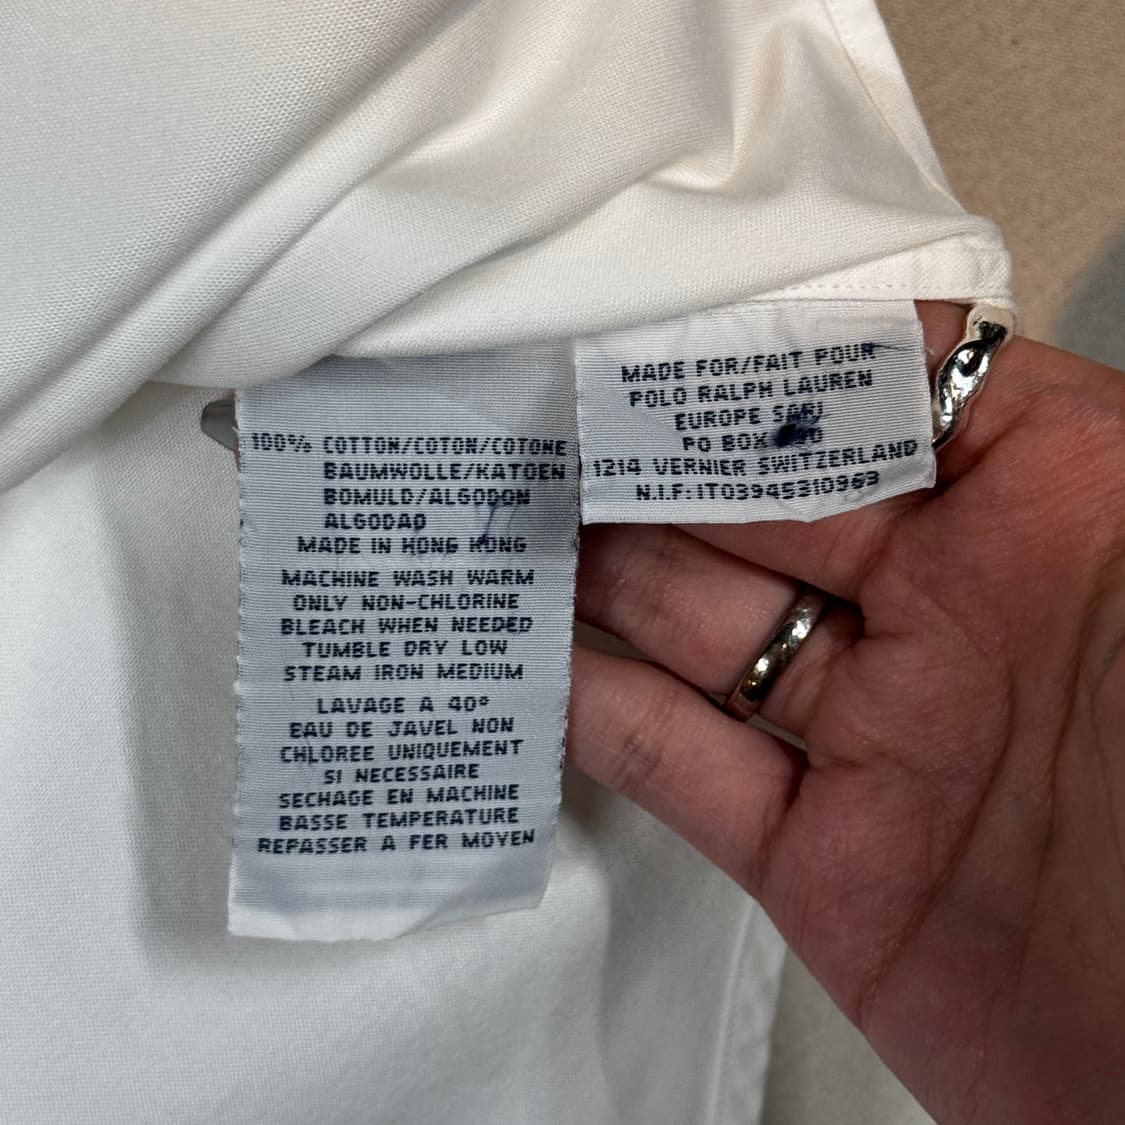 100% COTTON/COTON/COTONE
BAUMWOLLE/KATOEN
BOMULD/ALGODON
ALGODAO
MADE IN HONG KONG
MACHINE WASH WARM
ONLY NON-CHLORINE
BLEACH WHEN NEEDED
TUMBLE DRY LOW
STEAM IRON MEDIUM
LAVAGE A 40°
EAU DE JAVEL NON
CHLOREE UNIQUEMENT
SI NECESSAIRE
SECHAGE EN MACHINE
BASSE TEMPERATURE
REPASSER A FER MOYEN
MADE FOR/FAIT POUR
POLO RALPH LAUREN
EUROPE SARJ
PO BOX
1214 VERNIER SWITZERLAND
N.I.F:IT03945310963